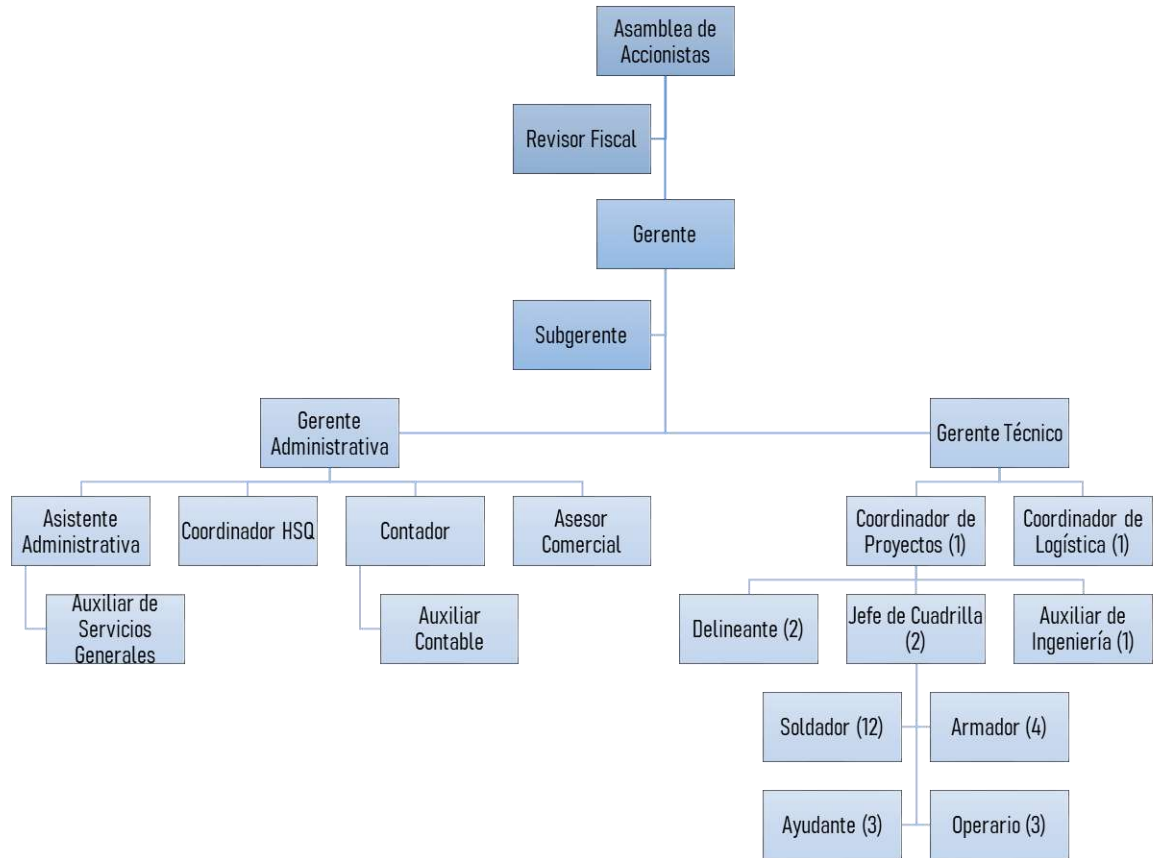 Asamblea de
Accionistas
Revisor Fiscal
Gerente
Subgerente
Gerente
Administrativa
Gerente Técnico
Asistente
Administrativa
Coordinador HSQ
Contador
Asesor
Comercial
Coordinador de
Proyectos (1)
Coordinador de
Logística (1)
Auxiliar de
Servicios
Generales
Auxiliar
Contable
Delineante (2)
Jefe de Cuadrilla
(2)
Auxiliar de
Ingeniería (1)
Soldador (12)
Armador (4)
Ayudante (3)
Operario (3)